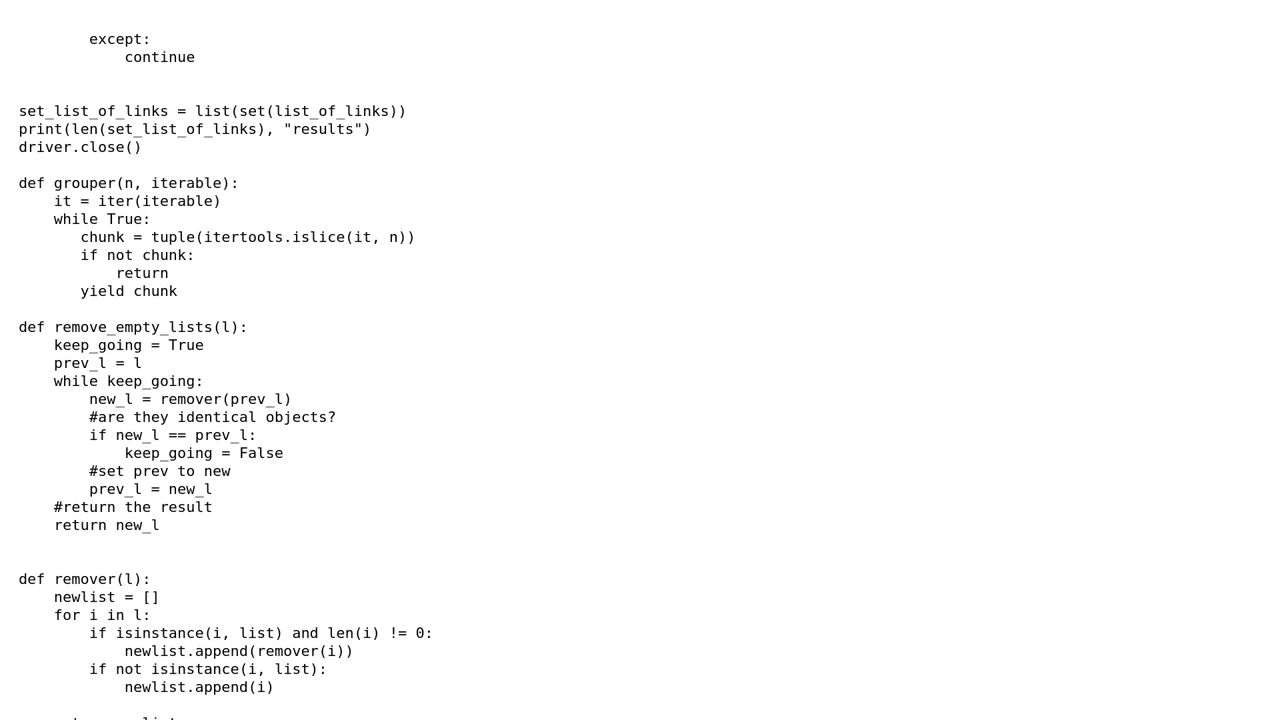 except:
            continue


set_list_of_links = list(set(list_of_links))
print(len(set_list_of_links), "results")
driver.close()

def grouper(n, iterable):
    it = iter(iterable)
    while True:
       chunk = tuple(itertools.islice(it, n))
       if not chunk:
           return
       yield chunk

def remove_empty_lists(l):
    keep_going = True
    prev_l = l
    while keep_going:
        new_l = remover(prev_l)
        #are they identical objects?
        if new_l == prev_l:
            keep_going = False
        #set prev to new
        prev_l = new_l
    #return the result
    return new_l


def remover(l):
    newlist = []
    for i in l:
        if isinstance(i, list) and len(i) != 0:
            newlist.append(remover(i))
        if not isinstance(i, list):
            newlist.append(i)